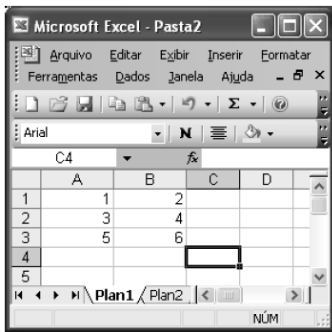 Microsoft Excel - Pasta2
Arquivo Editar Exibir Inserir Formatar
Ferramentas Dados Janela Ajuda
Arial N
C4 fx
A B C D
1 1 2
2 3 4
3 5 6
4
5
Plan1 Plan2
NÚM